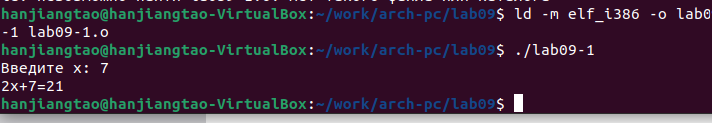 hanjiangtao@hanjiangtao-VirtualBox:~/work/arch-pc/lab09$ ld -m elf_i386 -o lab0
9-1 lab09-1.o
hanjiangtao@hanjiangtao-VirtualBox:~/work/arch-pc/lab09$ ./lab09-1
Введите x: 7
2x+7=21
hanjiangtao@hanjiangtao-VirtualBox:~/work/arch-pc/lab09$